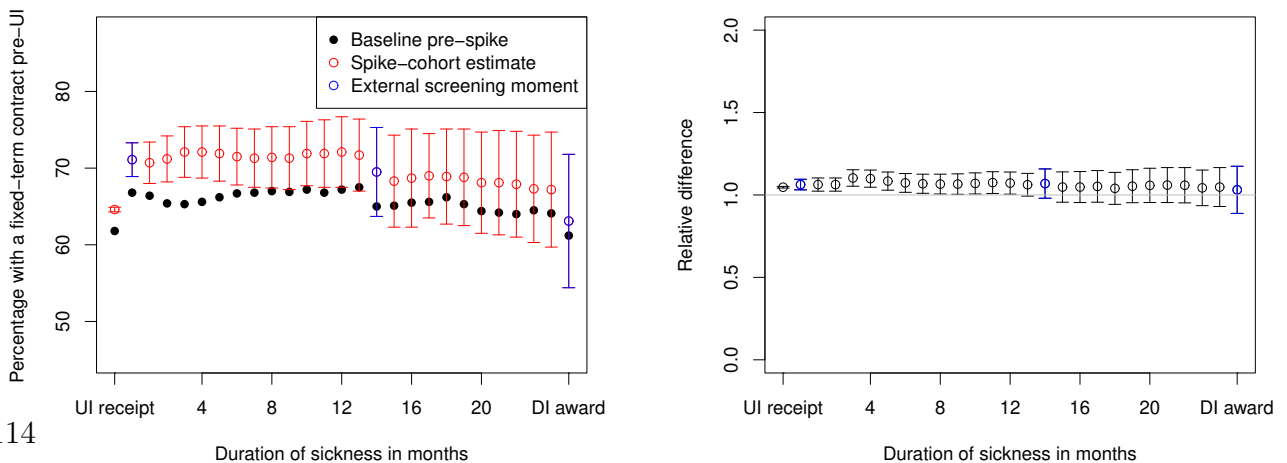 Percentage with a fixed−term contract pre−UI
50
60
70
80
Baseline pre−spike
Spike−cohort estimate
External screening moment
UI receipt
4
8
12
16
20
DI award
Duration of sickness in months
Relative difference
0.0
0.5
1.0
1.5
2.0
UI receipt
4
8
12
16
20
DI award
Duration of sickness in months